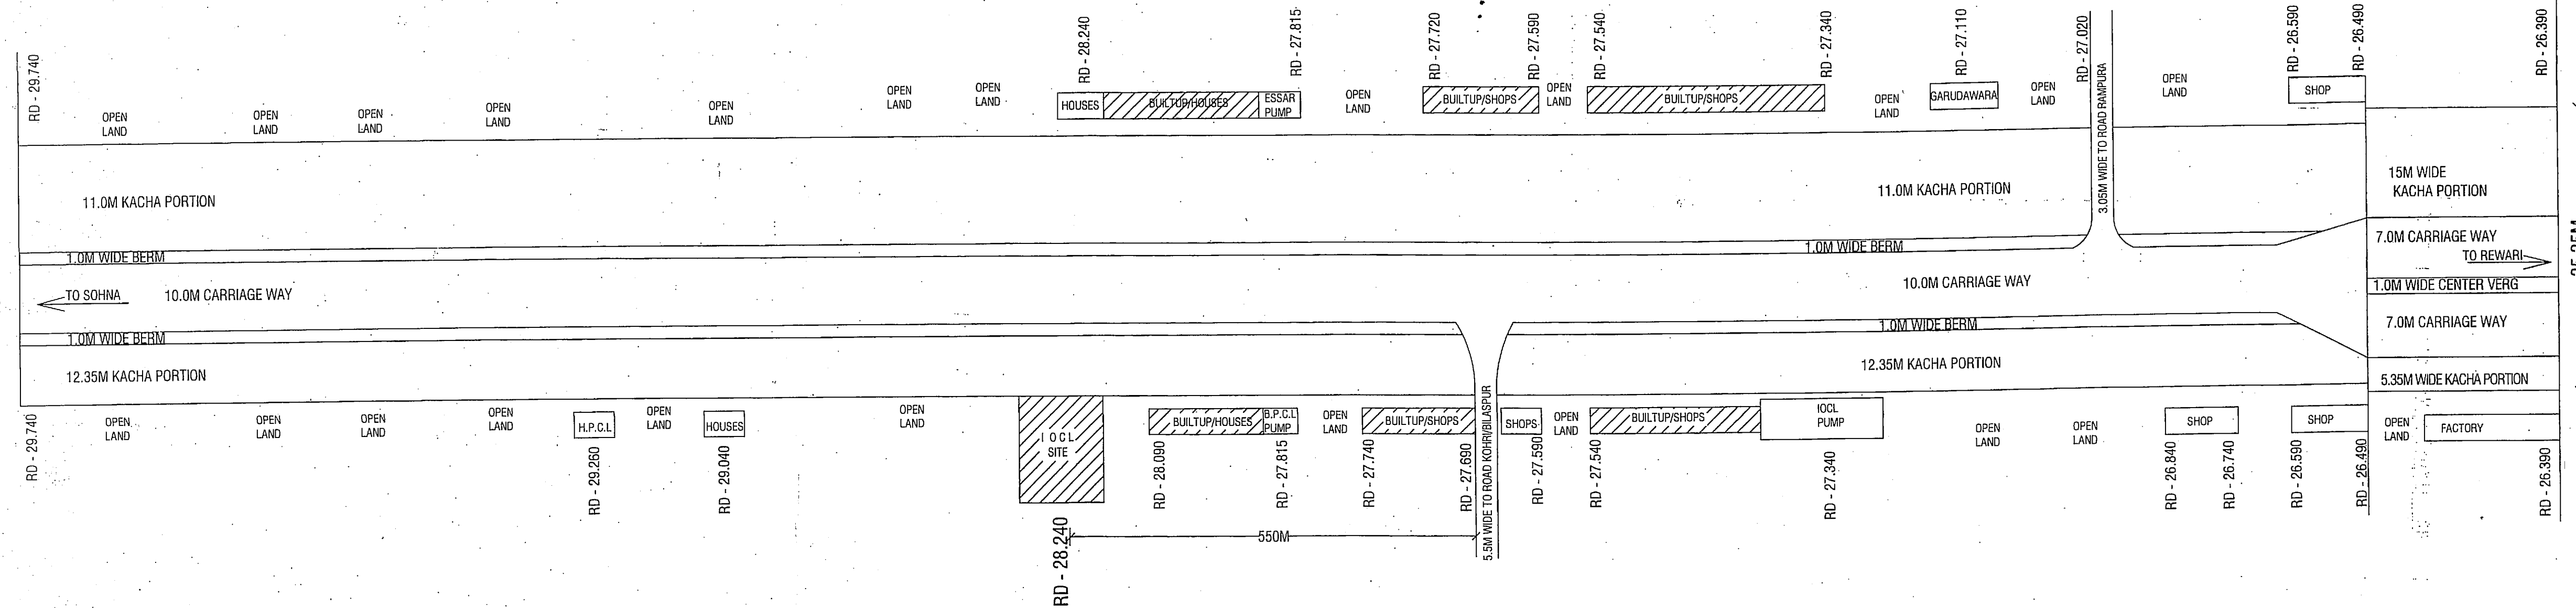 RD - 29.740
OPEN
LAND
OPEN
LAND
OPEN
LAND
OPEN
LAND
OPEN
LAND
OPEN
LAND
OPEN
LAND
RD - 28.240
HOUSES
BUILTUP/HOUSES
ESSAR
PUMP
RD - 27.815
OPEN
LAND
RD - 27.720
BUILTUP/SHOPS
RD - 27.590
OPEN
LAND
RD - 27.540
BUILTUP/SHOPS
RD - 27.340
OPEN
LAND
RD - 27.110
GARUDAWARA
OPEN
LAND
RD - 27.020
3.05M WIDE TO ROAD RAMPURA
OPEN
LAND
RD - 26.590
SHOP
RD - 26.490
RD - 26.390
11.0M KACHA PORTION
11.0M KACHA PORTION
15M WIDE
KACHA PORTION
1.0M WIDE BERM
1.0M WIDE BERM
7.0M CARRIAGE WAY
TO REWARI
TO SOHNA
10.0M CARRIAGE WAY
10.0M CARRIAGE WAY
1.0M WIDE CENTER VERG
1.0M WIDE BERM
1.0M WIDE BERM
7.0M CARRIAGE WAY
12.35M KACHA PORTION
12.35M KACHA PORTION
5.35M WIDE KACHA PORTION
RD - 29.740
OPEN
LAND
OPEN
LAND
OPEN
LAND
OPEN
LAND
H.P.C.L
RD - 29.260
OPEN
LAND
HOUSES
RD - 29.040
OPEN
LAND
I OCL
SITE
RD - 28.240
RD - 28.090
BUILTUP/HOUSES
B.P.C.L
PUMP
RD - 27.815
OPEN
LAND
RD - 27.740
BUILTUP/SHOPS
RD - 27.690
550M
5.5M WIDE TO ROAD KOHRI/BILASPUR
SHOPS
RD - 27.590
OPEN
LAND
RD - 27.540
BUILTUP/SHOPS
IOCL
PUMP
RD - 27.340
OPEN
LAND
OPEN
LAND
SHOP
RD - 26.840
RD - 26.740
SHOP
RD - 26.590
RD - 26.490
OPEN
LAND
FACTORY
RD - 26.390